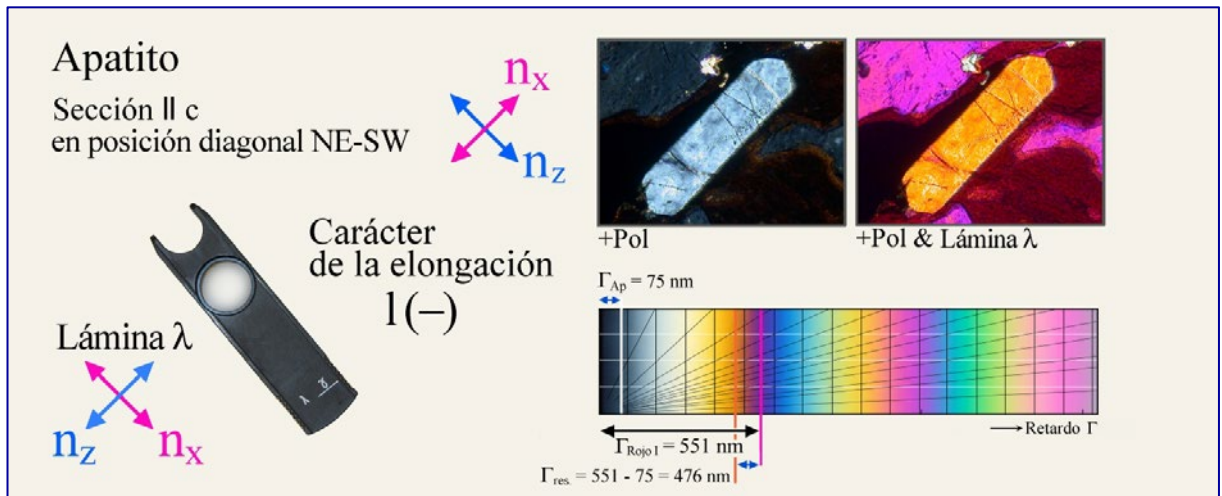 Apatito
Sección II c
en posición diagonal NE-SW
nx
nz
Carácter
de la elongación
l (–)
Lámina λ
nz
nx
λ
γ
+Pol
+Pol & Lámina λ
ΓAp = 75 nm
Retardo Γ
ΓRojo I = 551 nm
Γres. = 551 - 75 = 476 nm